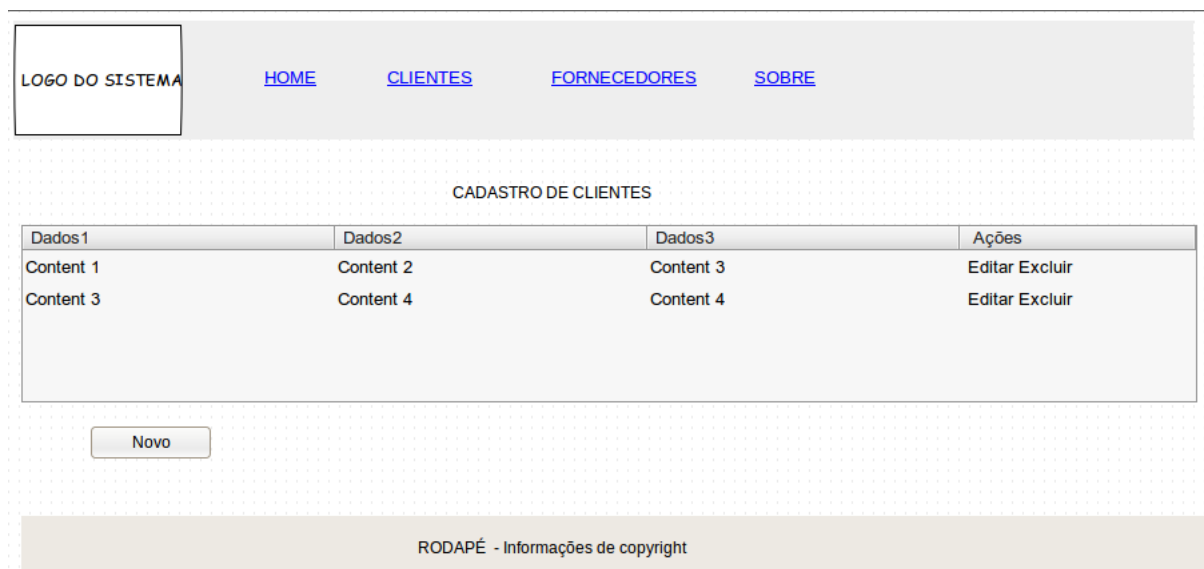 LOGO DO SISTEMA HOME CLIENTES FORNECEDORES SOBRE
CADASTRO DE CLIENTES
Dados1 Dados2 Dados3 Ações
Content 1 Content 2 Content 3 Editar Excluir
Content 3 Content 4 Content 4 Editar Excluir
Novo
RODAPÉ - Informações de copyright